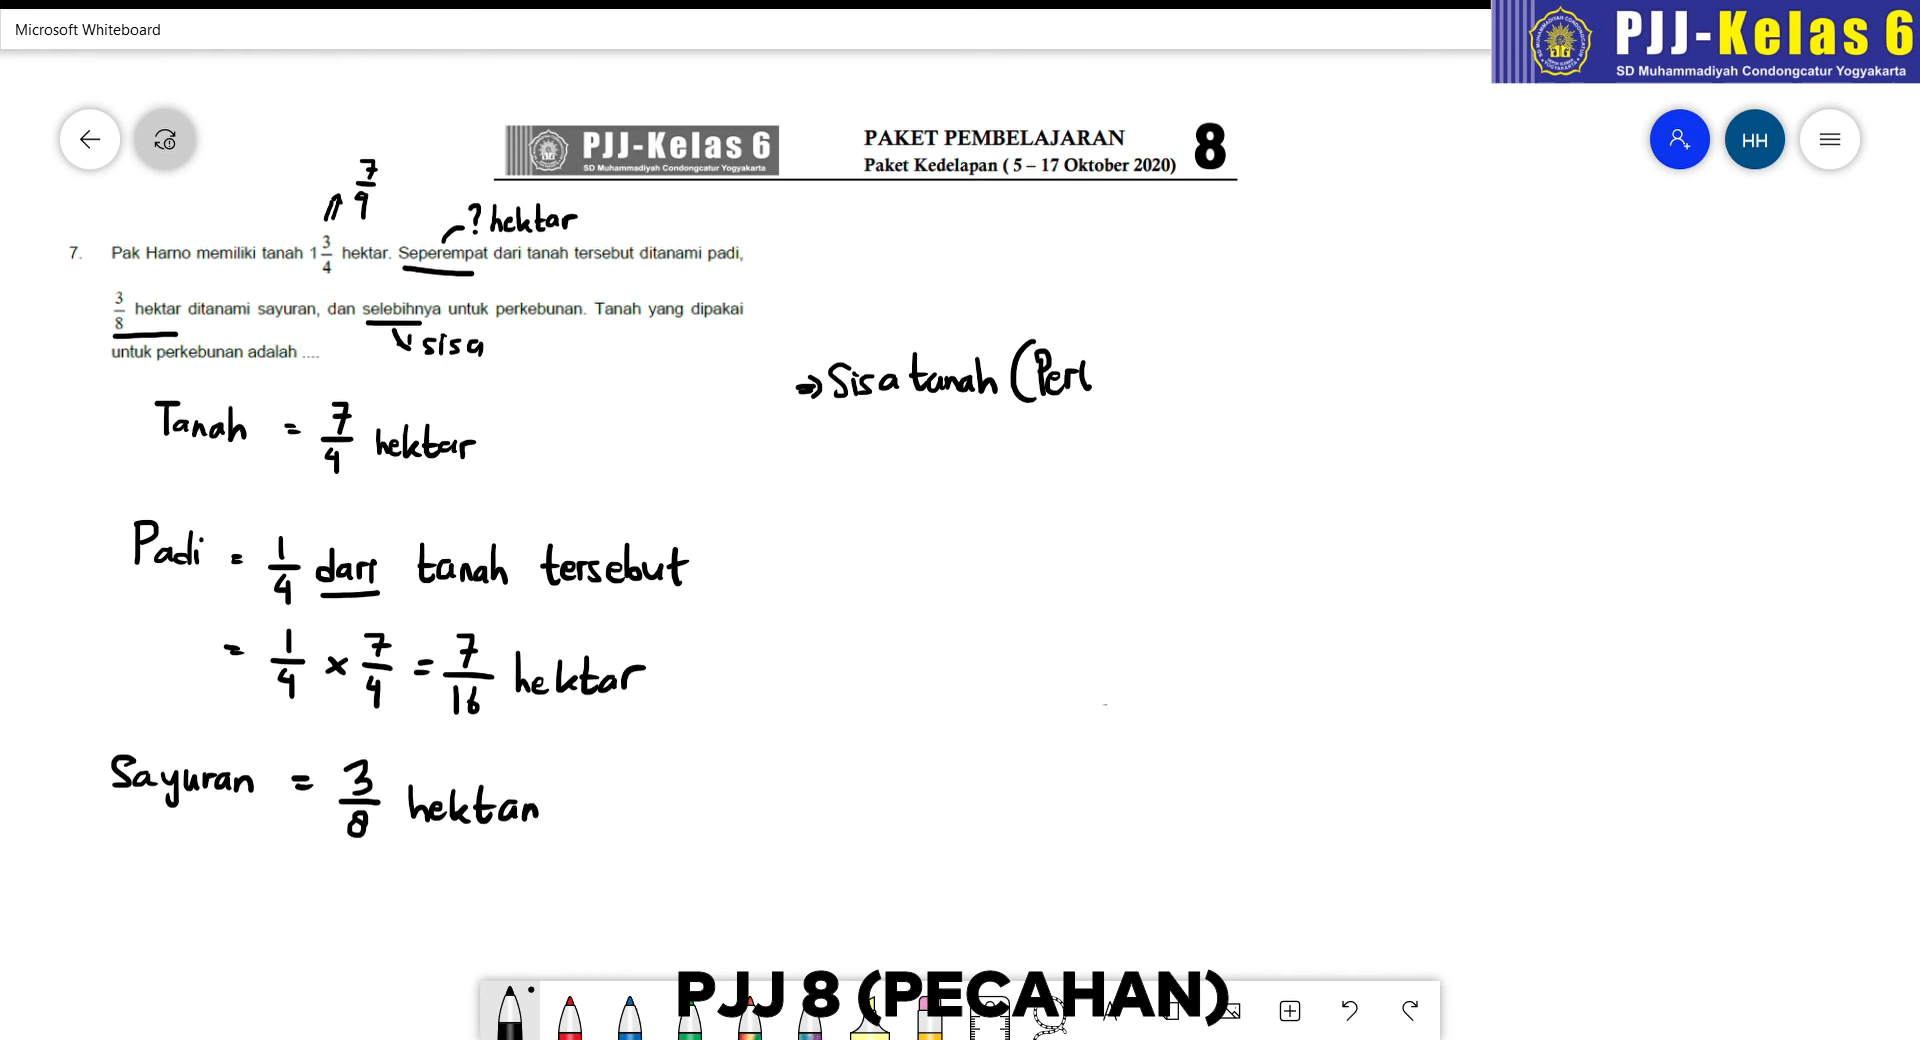 Microsoft Whiteboard
PJJ-Kelas 6
SD Muhammadiyah Condongcatur Yogyakarta
HH
PJJ-Kelas 6
SD Muhammadiyah Condongcatur Yogyakarta
PAKET PEMBELAJARAN
Paket Kedelapan ( 5 – 17 Oktober 2020)
8
7/4
? hektar
7. Pak Harno memiliki tanah 1 3/4 hektar. Seperempat dari tanah tersebut ditanami padi,
3/8 hektar ditanami sayuran, dan selebihnya untuk perkebunan. Tanah yang dipakai
untuk perkebunan adalah ....
sisa
Tanah = 7/4 hektar
Padi = 1/4 dari tanah tersebut
= 1/4 × 7/4 = 7/16 hektar
Sayuran = 3/8 hektar
⇒ Sisa tanah (Perl
PJJ 8 (PECAHAN)